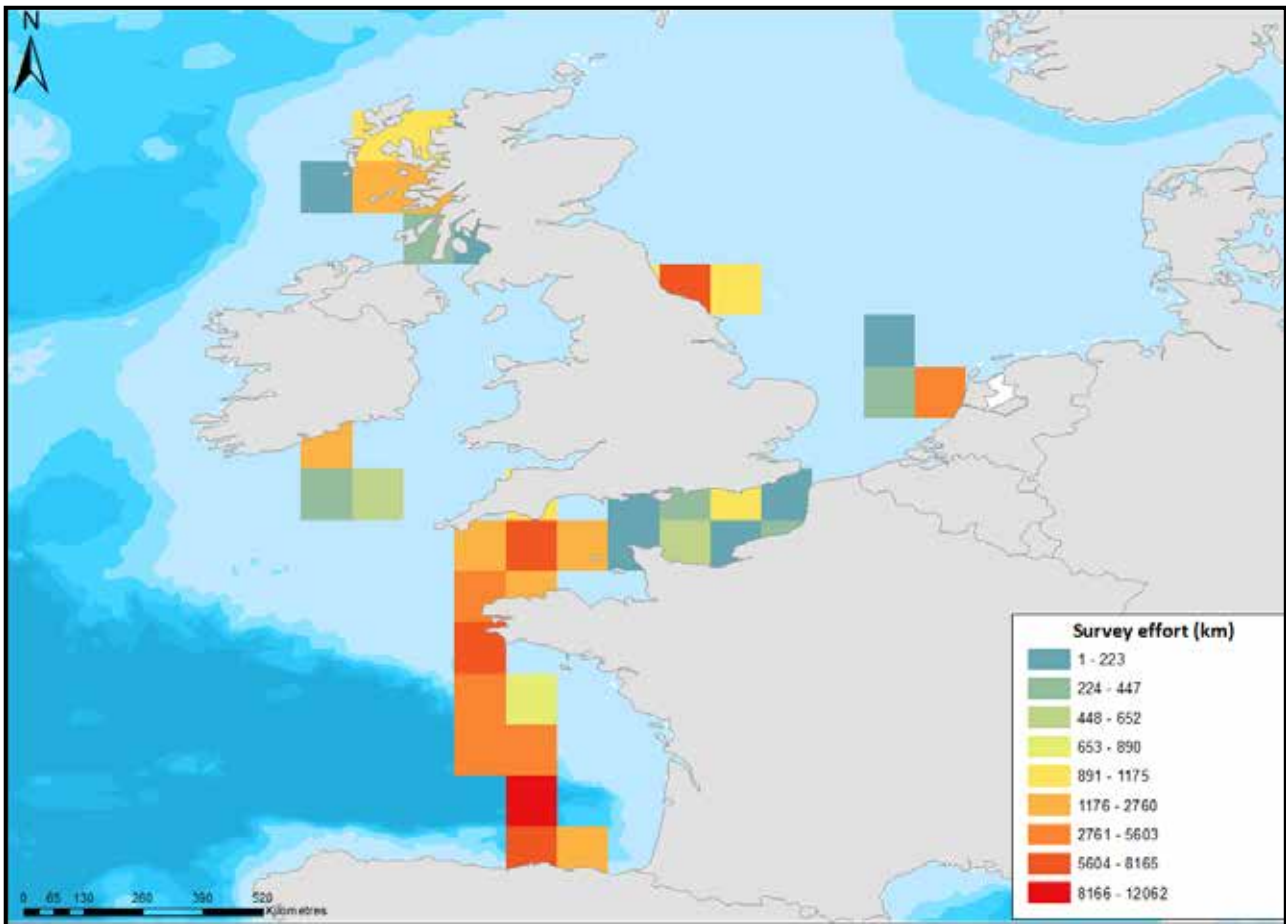 N
Survey effort (km)
1 - 223
224 - 447
448 - 652
653 - 890
891 - 1175
1176 - 2760
2761 - 5603
5604 - 8165
8166 - 12062
0 65 130 260 390 520
Kilometres